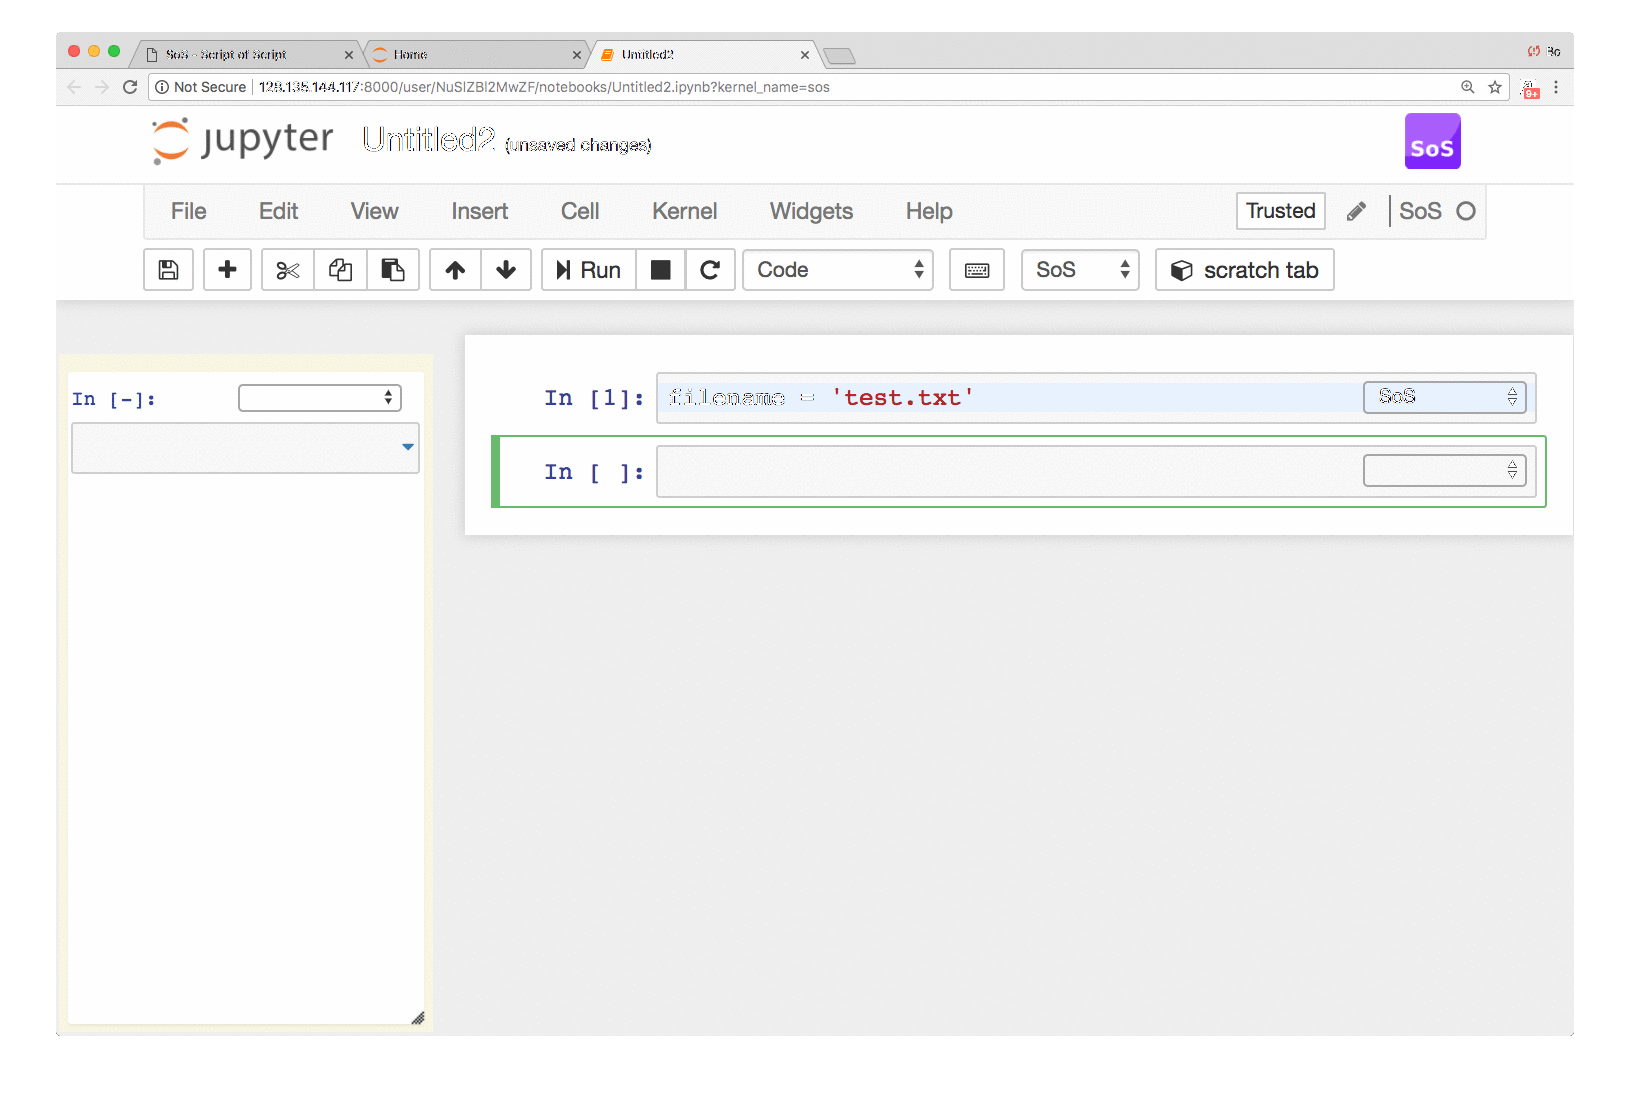 SoS - Script of Script
Home
Untitled2
Bo
Not Secure
128.135.144.117:8000/user/NuSIZBI2MwZF/notebooks/Untitled2.ipynb?kernel_name=sos
9+
jupyter Untitled2 (unsaved changes)
SoS
File Edit View Insert Cell Kernel Widgets Help Trusted SoS
Run Code SoS scratch tab
In [-]:
In [1]: filename = 'test.txt' SoS
In [ ]: